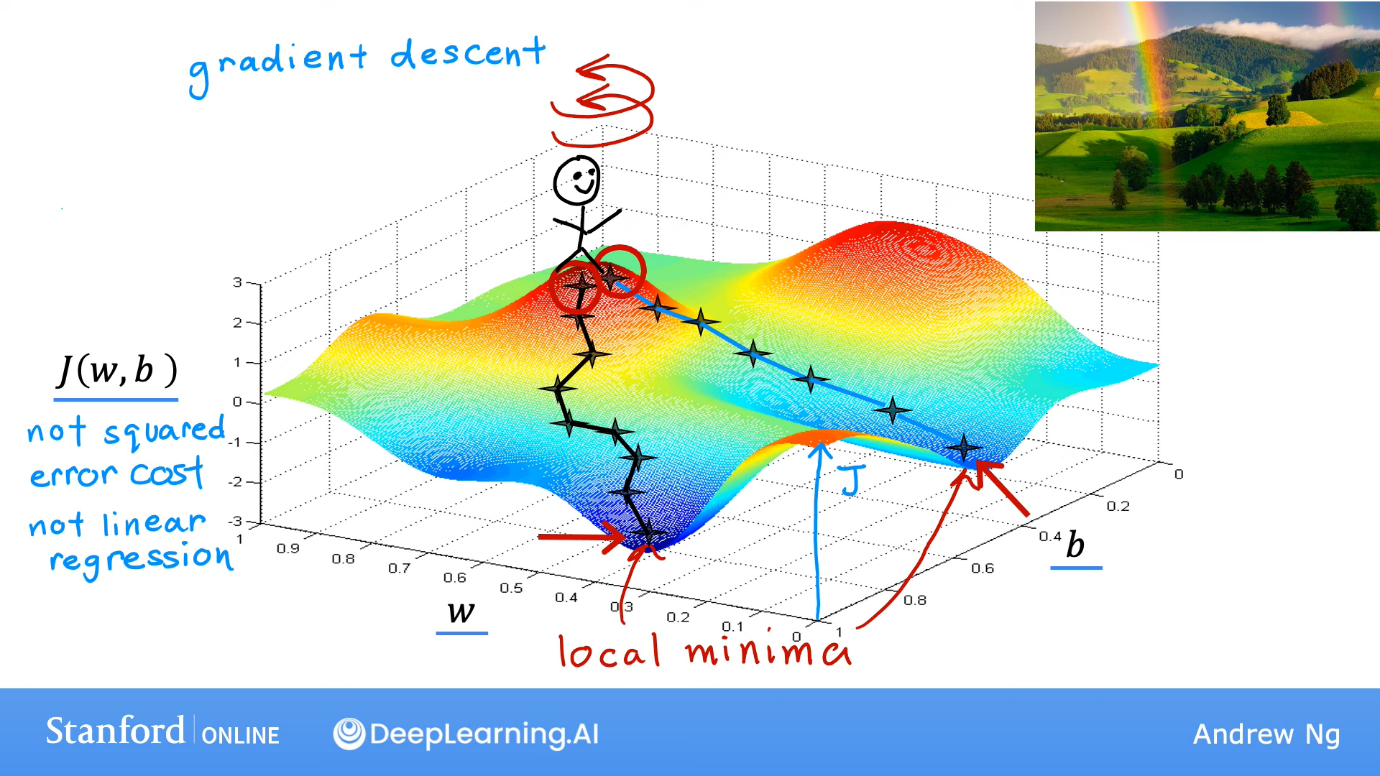 gradient descent
3
2
1
0
-1
-2
-3
J(w, b)
not squared
error cost
not linear
regression
J
1
0.9
0.8
0.7
0.6
0.5
0.4
0.3
0.2
0.1
0
w
1
0.8
0.6
0.4
0.2
0
b
local minima
Stanford ONLINE
DeepLearning.AI
Andrew Ng